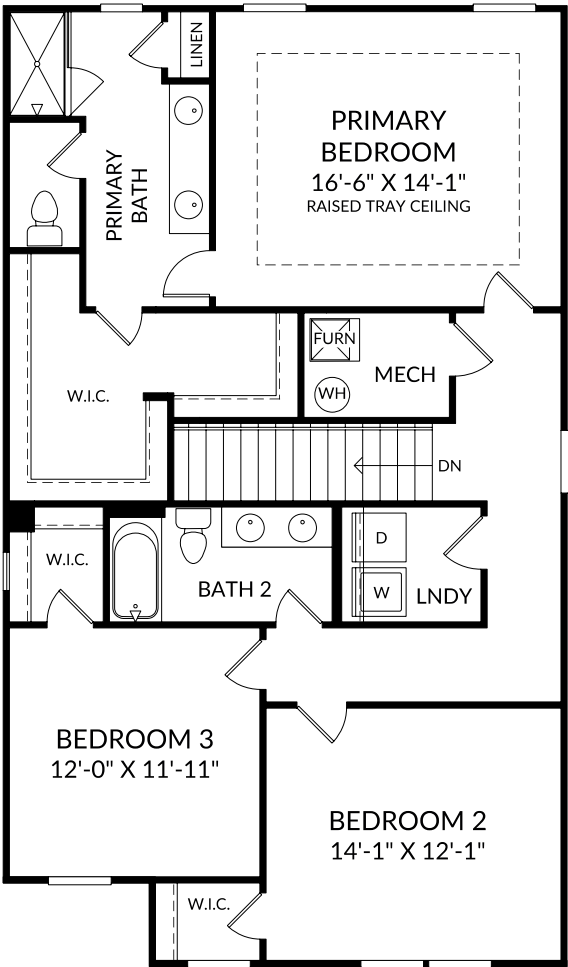 LINEN
PRIMARY
BEDROOM
16'-6" X 14'-1"
RAISED TRAY CEILING
PRIMARY
BATH
FURN
MECH
WH
W.I.C.
DN
D
W.I.C.
BATH 2
W
LNDY
BEDROOM 3
12'-0" X 11'-11"
BEDROOM 2
14'-1" X 12'-1"
W.I.C.